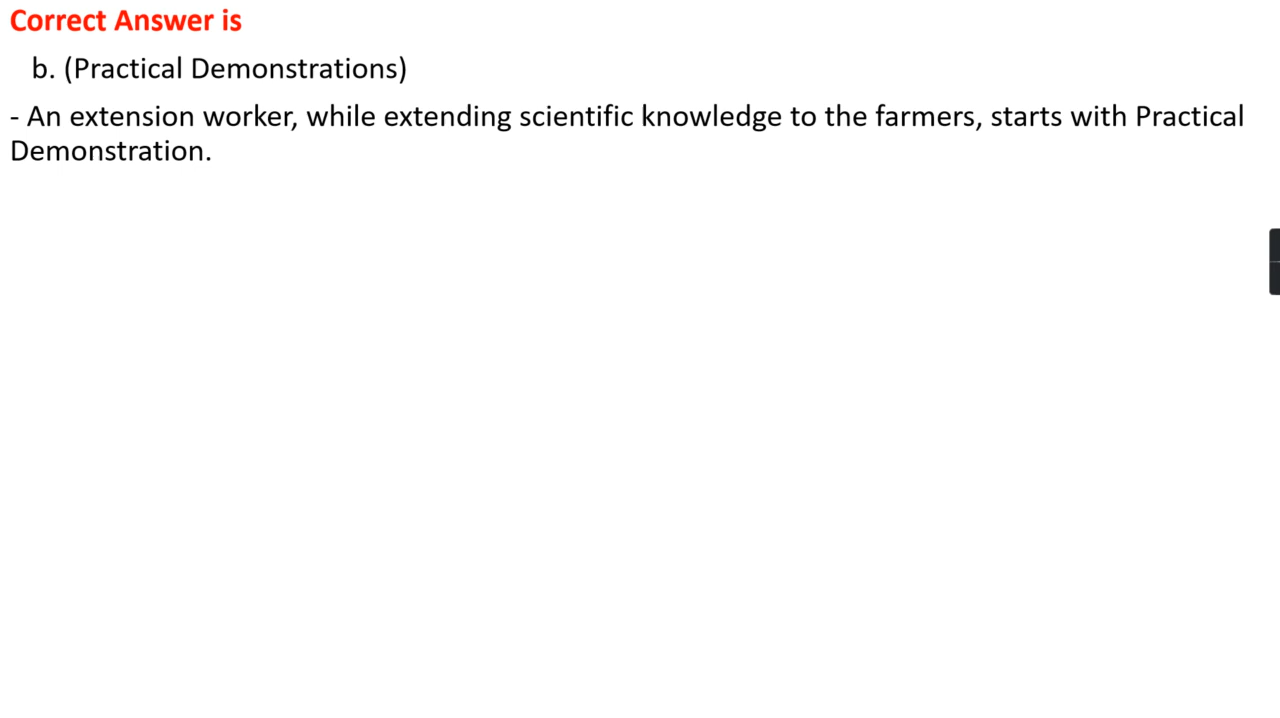 Correct Answer is
b. (Practical Demonstrations)
- An extension worker, while extending scientific knowledge to the farmers, starts with Practical
Demonstration.